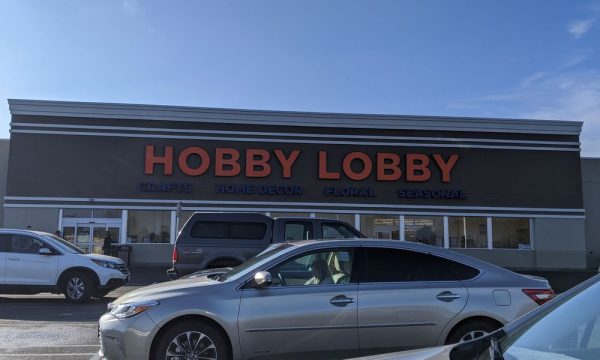 HOBBY LOBBY
CRAFTS HOME DECOR FLORAL SEASONAL